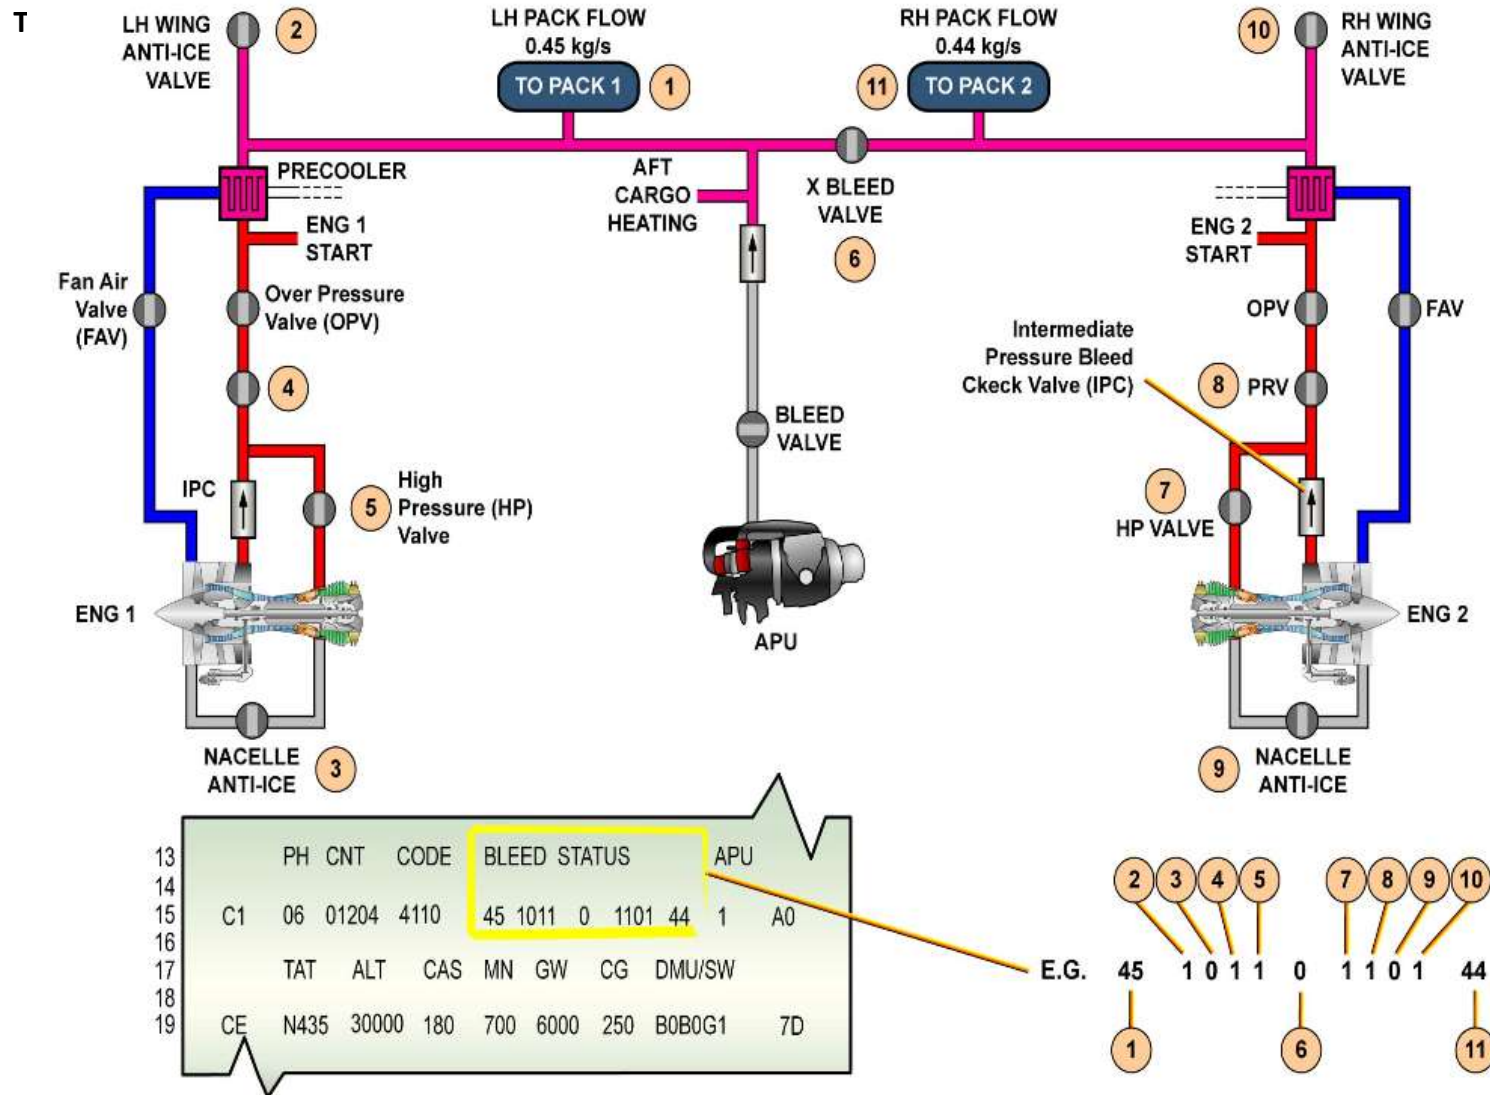 T
LH WING
ANTI-ICE
VALVE
2
LH PACK FLOW
0.45 kg/s
TO PACK 1
1
RH PACK FLOW
0.44 kg/s
11
TO PACK 2
10
RH WING
ANTI-ICE
VALVE
PRECOOLER
AFT
CARGO
HEATING
X BLEED
VALVE
6
ENG 1
START
ENG 2
START
Fan Air
Valve
(FAV)
Over Pressure
Valve (OPV)
OPV
FAV
Intermediate
Pressure Bleed
Ckeck Valve (IPC)
4
8
PRV
BLEED
VALVE
IPC
5
High
Pressure (HP)
Valve
7
HP VALVE
ENG 1
APU
ENG 2
NACELLE
ANTI-ICE
3
9
NACELLE
ANTI-ICE
13 PH CNT CODE BLEED STATUS APU
14
15 C1 06 01204 4110 45 1011 0 1101 44 1 A0
16
17 TAT ALT CAS MN GW CG DMU/SW
18
19 CE N435 30000 180 700 6000 250 B0B0G1 7D
2 3 4 5 7 8 9 10
E.G. 45 1 0 1 1 0 1 1 0 1 44
1 6 11